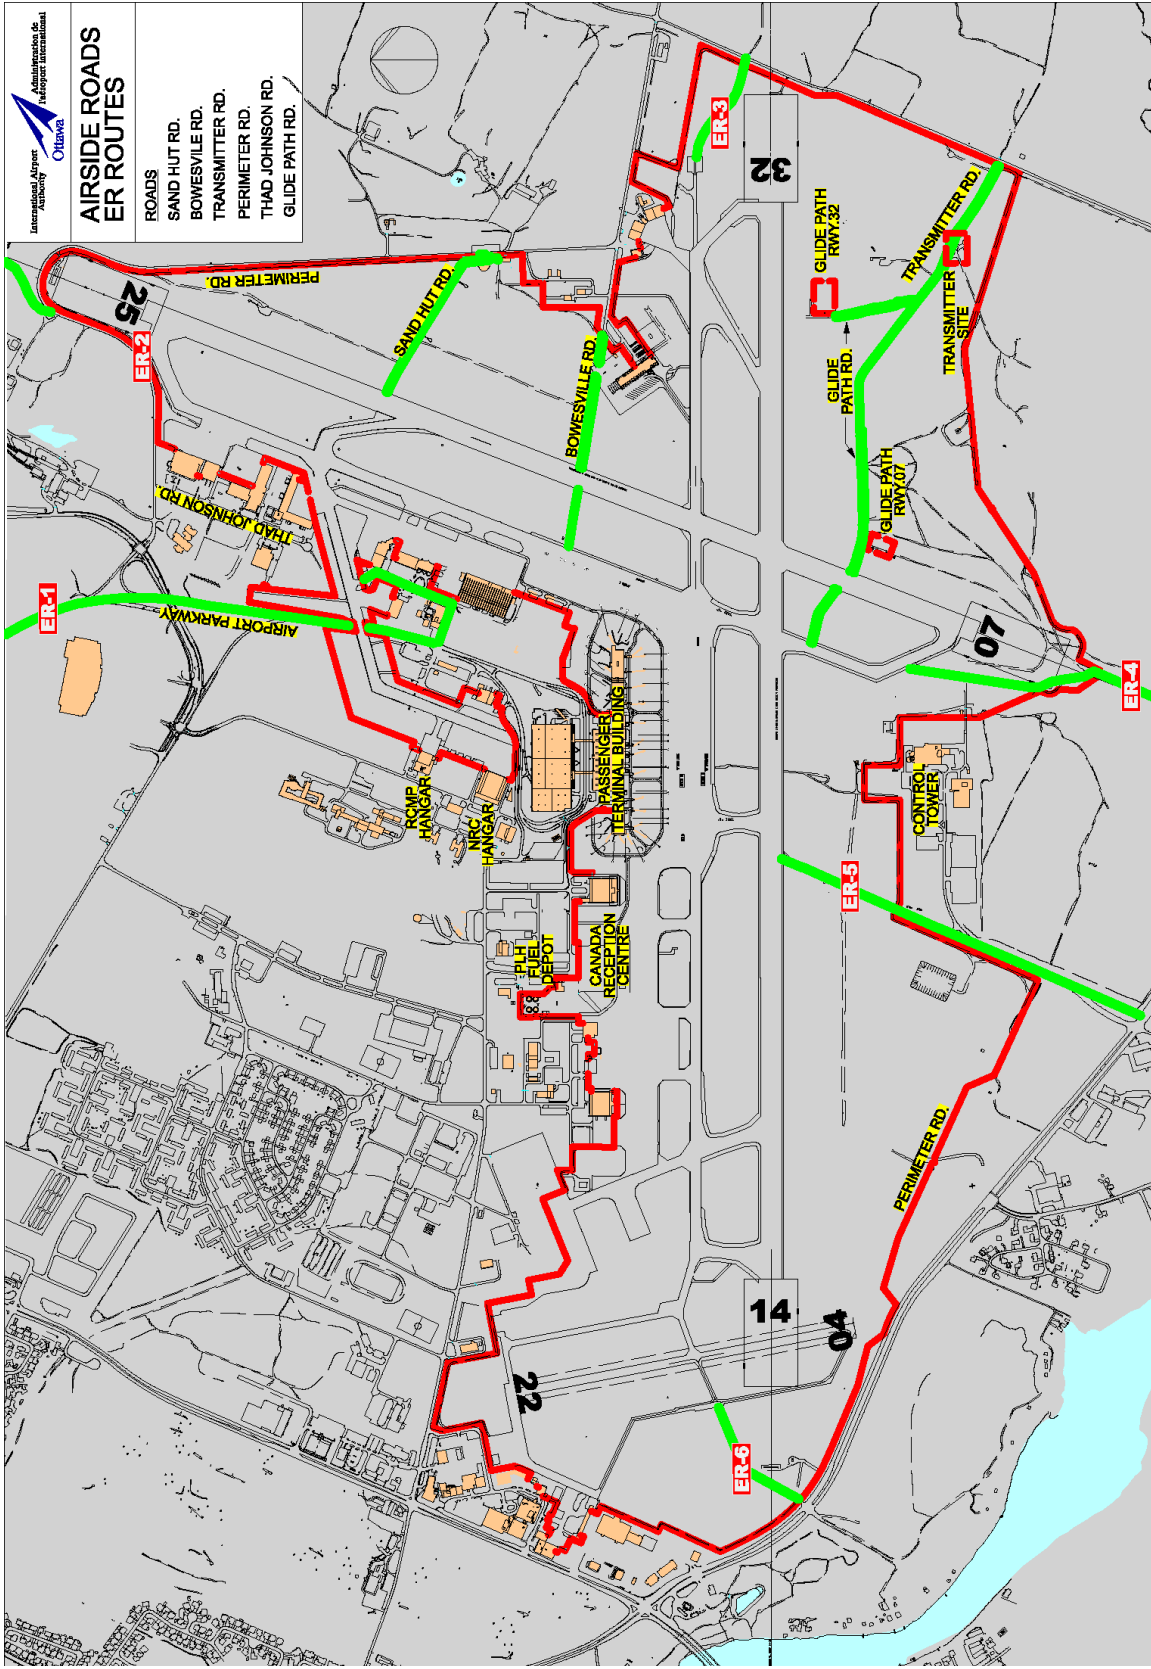 International Airport
Authority
Administration de
l'aéroport international
Ottawa
AIRSIDE ROADS
ER ROUTES
ROADS
SAND HUT RD.
BOWESVILE RD.
TRANSMITTER RD.
PERIMETER RD.
THAD JOHNSON RD.
GLIDE PATH RD.
25
ER-2
PERIMETER RD.
SAND HUT RD.
BOWESVILLE RD.
ER-3
32
GLIDE PATH
RWY.32
TRANSMITTER RD.
TRANSMITTER
SITE
GLIDE
PATH RD.
GLIDE PATH
RWY.07
THAD JOHNSON RD.
ER-1
AIRPORT PARKWAY
07
ER-4
RCMP
HANGAR
NRC
HANGAR
PASSENGER
TERMINAL BUILDING
CONTROL
TOWER
ER-5
PLH
FUEL
DEPOT
CANADA
RECEPTION
CENTRE
PERIMETER RD.
22
14
04
ER-6